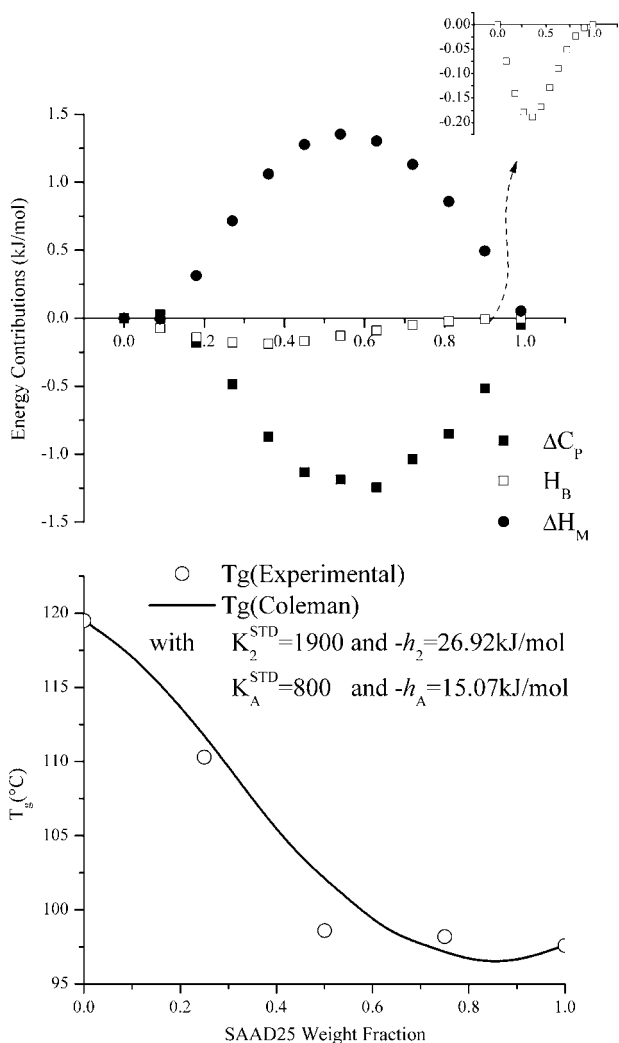 0.00
-0.05
-0.10
-0.15
-0.20
0.0 0.5 1.0
1.5
1.0
0.5
0.0
-0.5
-1.0
-1.5
0.0 0.2 0.4 0.6 0.8 1.0
Energy Contributions (kJ/mol)
ΔC_P
H_B
ΔH_M
Tg(Experimental)
Tg(Coleman)
with K_2^STD=1900 and -h_2=26.92kJ/mol
K_A^STD=800 and -h_A=15.07kJ/mol
120
115
110
105
100
95
T_g(°C)
0.0 0.2 0.4 0.6 0.8 1.0
SAAD25 Weight Fraction